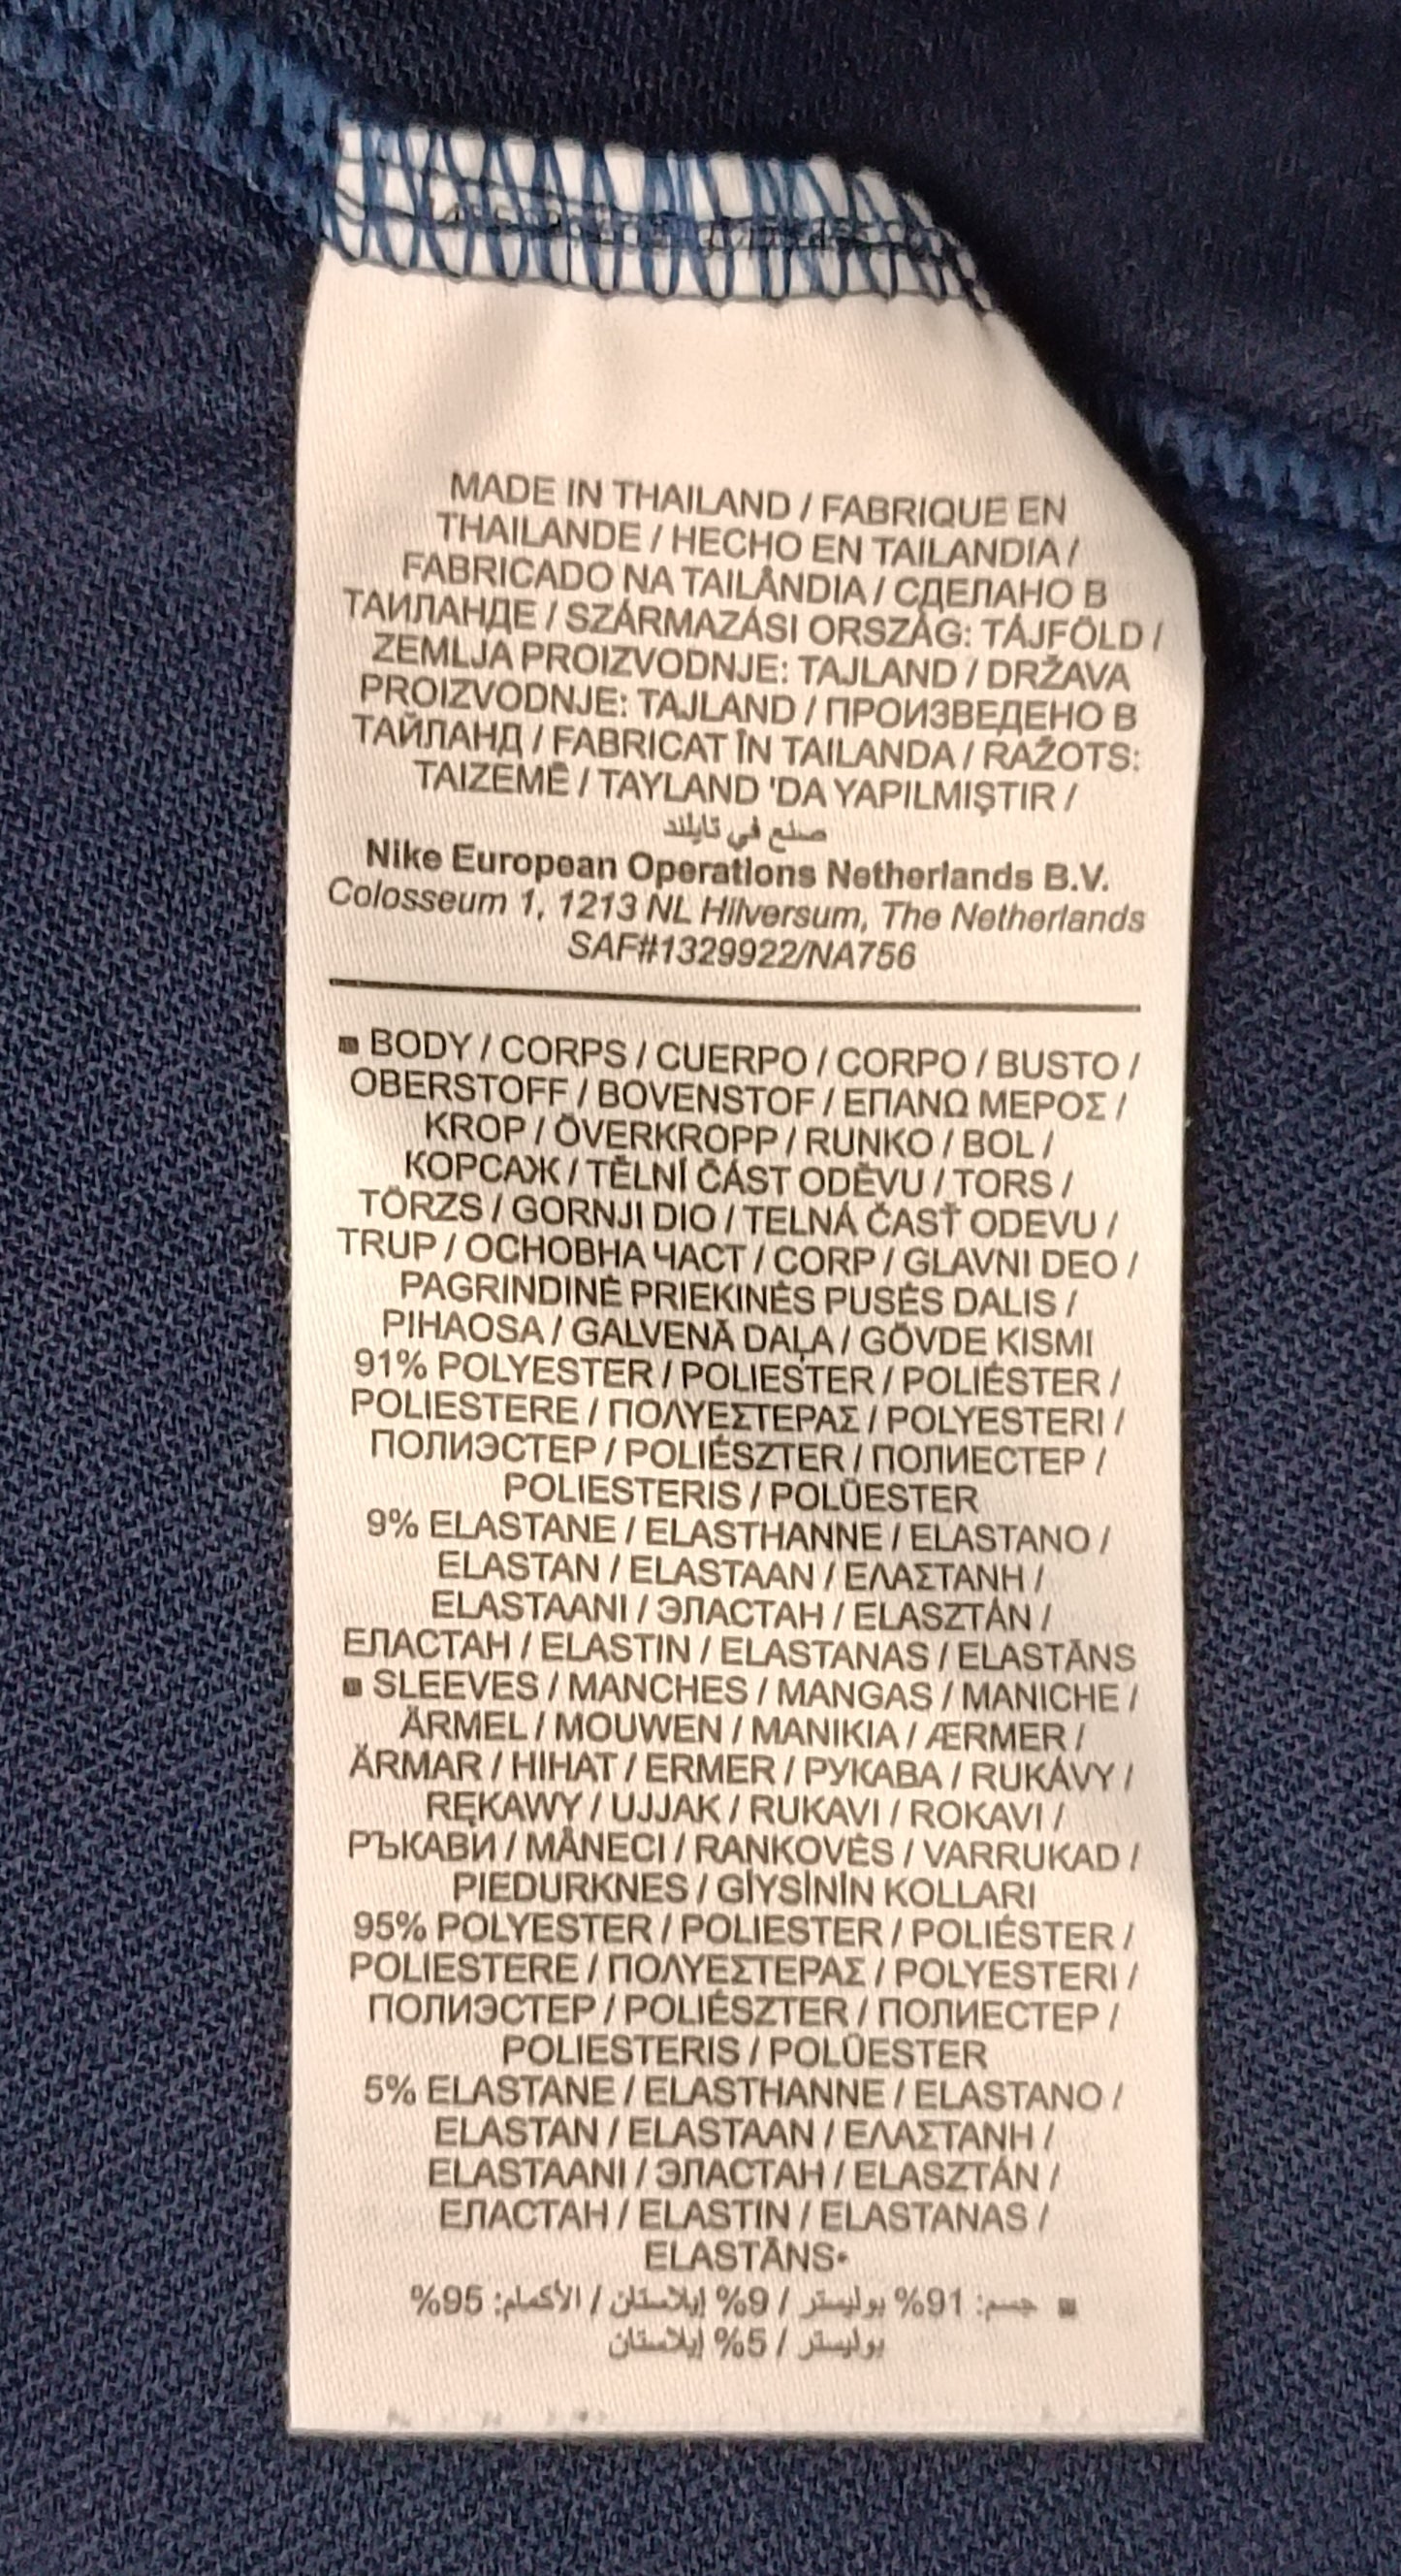 MADE IN THAILAND / FABRIQUE EN
THAILANDE / HECHO EN TAILANDIA /
FABRICADO NA TAILÂNDIA / СДЕЛАНО В
ТАИЛАНДЕ / SZÁRMAZÁSI ORSZÁG: TÁJFÖLD /
ZEMLJA PROIZVODNJE: TAJLAND / DRŽAVA
PROIZVODNJE: TAJLAND / ПРОИЗВЕДЕНО В
ТАЙЛАНД / FABRICAT ÎN TAILANDA / RAŽOTS:
TAIZEMĒ / TAYLAND 'DA YAPILMIŞTIR /
صنع في تايلند
Nike European Operations Netherlands B.V.
Colosseum 1, 1213 NL Hilversum, The Netherlands
SAF#1329922/NA756
▪ BODY / CORPS / CUERPO / CORPO / BUSTO /
OBERSTOFF / BOVENSTOF / ΕΠΑΝΩ ΜΕΡΟΣ /
KROP / ÖVERKROPP / RUNKO / BOL /
КОРСАЖ / TĚLNÍ ČÁST ODĚVU / TORS /
TÖRZS / GORNJI DIO / TELNÁ ČASŤ ODEVU /
TRUP / ОСНОВНА ЧАСТ / CORP / GLAVNI DEO /
PAGRINDINĖ PRIEKINĖS PUSĖS DALIS /
PIHAOSA / GALVENĀ DAĻA / GÖVDE KISMI
91% POLYESTER / POLIESTER / POLIÉSTER /
POLIESTERE / ΠΟΛΥΕΣΤΕΡΑΣ / POLYESTERI /
ПОЛИЭСТЕР / POLIÉSZTER / ПОЛИЕСТЕР /
POLIESTERIS / POLÜESTER
9% ELASTANE / ELASTHANNE / ELASTANO /
ELASTAN / ELASTAAN / ΕΛΑΣΤΑΝΗ /
ELASTAANI / ЭЛАСТАН / ELASZTÁN /
ЕЛАСТАН / ELASTIN / ELASTANAS / ELASTĀNS
▪ SLEEVES / MANCHES / MANGAS / MANICHE /
ÄRMEL / MOUWEN / ΜΑΝΙΚΙΑ / ÆRMER /
ÄRMAR / HIHAT / ERMER / РУКАВА / RUKÁVY /
RĘKAWY / UJJAK / RUKAVI / ROKAVI /
РЪКАВИ / MÂNECI / RANKOVĖS / VARRUKAD /
PIEDURKNES / GİYSİNİN KOLLARI
95% POLYESTER / POLIESTER / POLIÉSTER /
POLIESTERE / ΠΟΛΥΕΣΤΕΡΑΣ / POLYESTERI /
ПОЛИЭСТЕР / POLIÉSZTER / ПОЛИЕСТЕР /
POLIESTERIS / POLÜESTER
5% ELASTANE / ELASTHANNE / ELASTANO /
ELASTAN / ELASTAAN / ΕΛΑΣΤΑΝΗ /
ELASTAANI / ЭЛАСТАН / ELASZTÁN /
ЕЛАСТАН / ELASTIN / ELASTANAS /
ELASTĀNS•
▪ جسم: 91% بوليستر / 9% إيلاستان / الأكمام: 95%
بوليستر / 5% إيلاستان